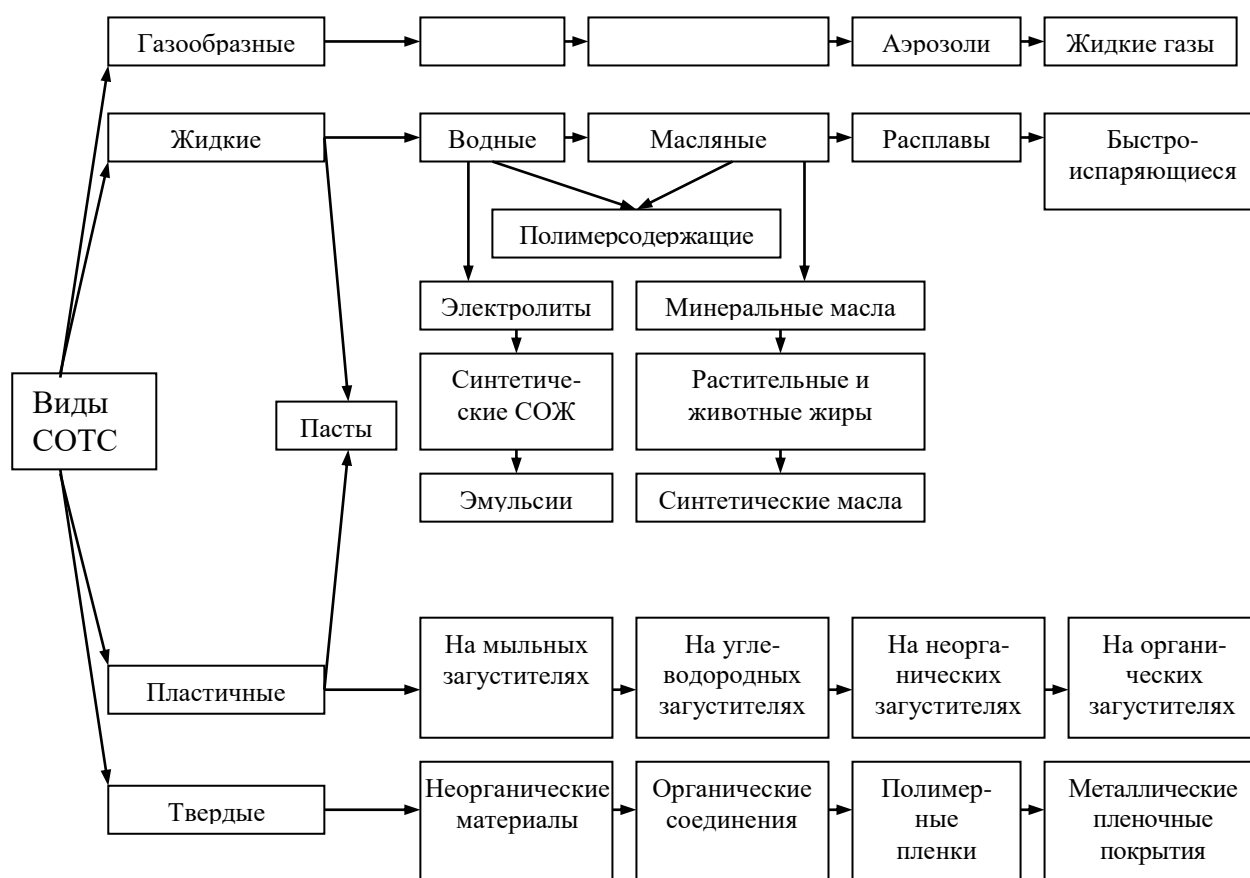 Газообразные
Аэрозоли
Жидкие газы
Жидкие
Водные
Масляные
Расплавы
Быстро-
испаряющиеся
Полимерсодержащие
Электролиты
Минеральные масла
Синтетиче-
ские СОЖ
Растительные и
животные жиры
Виды
СОТС
Пасты
Эмульсии
Синтетические масла
Пластичные
На мыльных
загустителях
На угле-
водородных
загустителях
На неорга-
нических
загустителях
На органи-
ческих
загустителях
Твердые
Неорганические
материалы
Органические
соединения
Полимер-
ные
пленки
Металлические
пленочные
покрытия